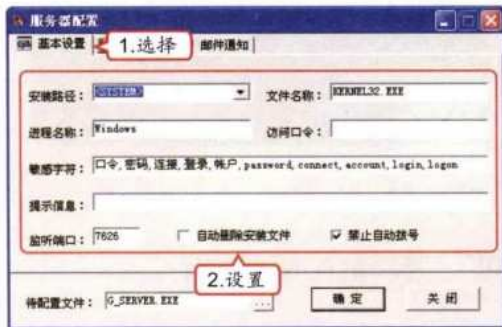 服务器配置
基本设置 1.选择 邮件通知
安装路径： <SYSTEM> 文件名称： KERNEL32.EXE
进程名称： Windows 访问口令：
敏感字符： 口令,密码,连接,登录,帐户,password,connect,account,login,logon
提示信息：
监听端口： 7626 自动删除安装文件 禁止自动拨号
2.设置
待配置文件： G_SERVER.EXE ... 确定 关闭